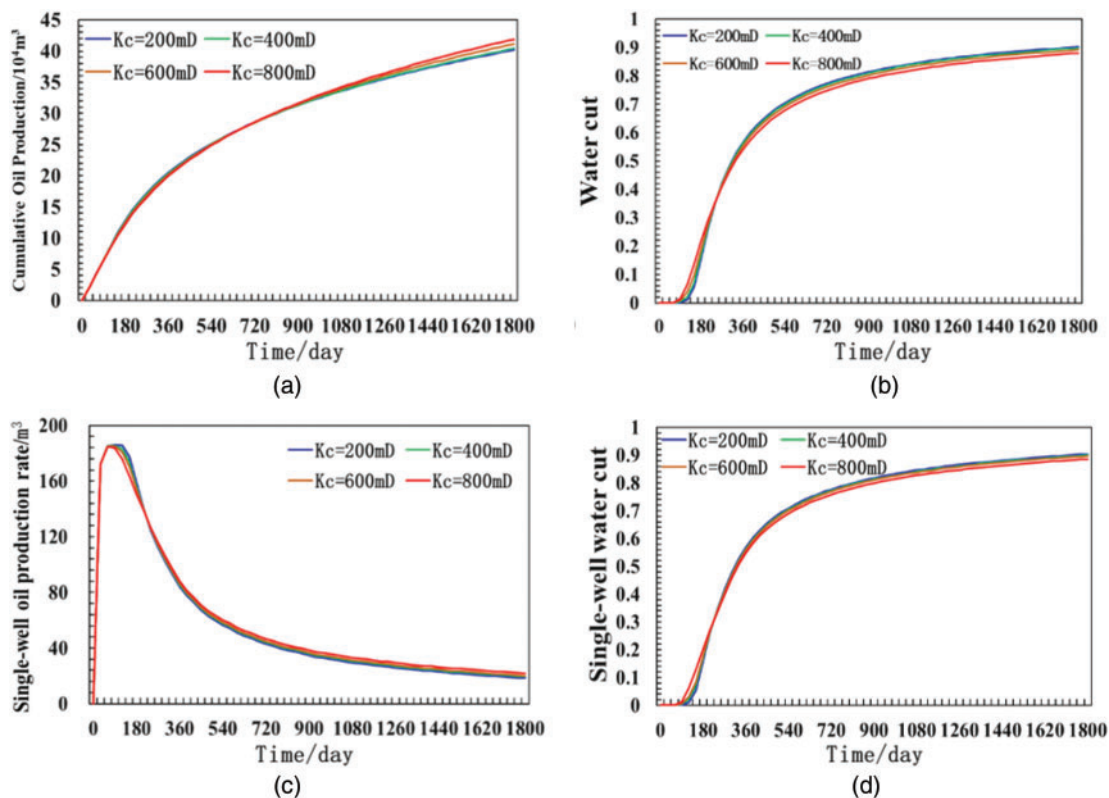 45
40
35
30
25
20
15
10
5
0
Cumulative Oil Production/10⁴m³
Kc=200mD Kc=400mD
Kc=600mD Kc=800mD
0 180 360 540 720 900 1080 1260 1440 1620 1800
Time/day
(a)
1
0.9
0.8
0.7
0.6
0.5
0.4
0.3
0.2
0.1
0
Water cut
Kc=200mD Kc=400mD
Kc=600mD Kc=800mD
0 180 360 540 720 900 1080 1260 1440 1620 1800
Time/day
(b)
200
160
120
80
40
0
Single-well oil production rate/m³
Kc=200mD Kc=400mD
Kc=600mD Kc=800mD
0 180 360 540 720 900 1080 1260 1440 1620 1800
Time/day
(c)
1
0.9
0.8
0.7
0.6
0.5
0.4
0.3
0.2
0.1
0
Single-well water cut
Kc=200mD Kc=400mD
Kc=600mD Kc=800mD
0 180 360 540 720 900 1080 1260 1440 1620 1800
Time/day
(d)